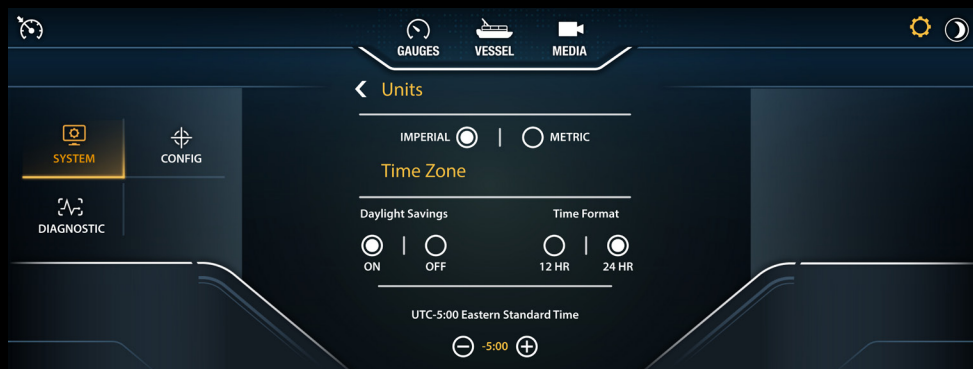 GAUGES VESSEL MEDIA
Units
IMPERIAL METRIC
SYSTEM CONFIG
Time Zone
DIAGNOSTIC
Daylight Savings Time Format
ON OFF 12 HR 24 HR
UTC-5:00 Eastern Standard Time
-5:00